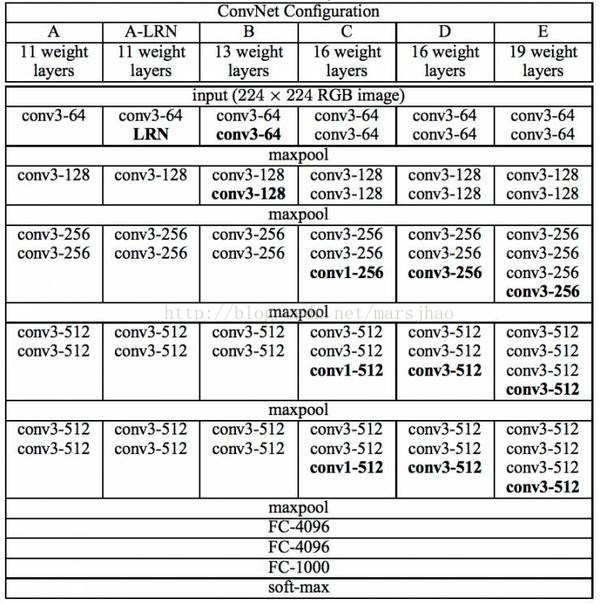 ConvNet Configuration
A A-LRN B C D E
11 weight layers 11 weight layers 13 weight layers 16 weight layers 16 weight layers 19 weight layers
input (224 × 224 RGB image)
conv3-64 conv3-64 conv3-64 conv3-64 conv3-64 conv3-64
LRN conv3-64 conv3-64 conv3-64 conv3-64
maxpool
conv3-128 conv3-128 conv3-128 conv3-128 conv3-128 conv3-128
conv3-128 conv3-128 conv3-128 conv3-128
maxpool
conv3-256 conv3-256 conv3-256 conv3-256 conv3-256 conv3-256
conv3-256 conv3-256 conv3-256 conv3-256 conv3-256 conv3-256
conv1-256 conv3-256 conv3-256
conv3-256
maxpool
conv3-512 conv3-512 conv3-512 conv3-512 conv3-512 conv3-512
conv3-512 conv3-512 conv3-512 conv3-512 conv3-512 conv3-512
conv1-512 conv3-512 conv3-512
conv3-512
maxpool
conv3-512 conv3-512 conv3-512 conv3-512 conv3-512 conv3-512
conv3-512 conv3-512 conv3-512 conv3-512 conv3-512 conv3-512
conv1-512 conv3-512 conv3-512
conv3-512
maxpool
FC-4096
FC-4096
FC-1000
soft-max